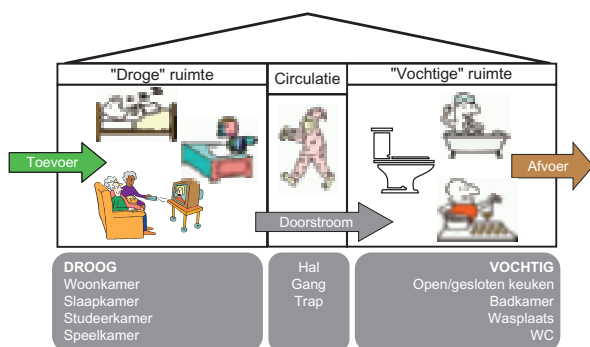 "Droge" ruimte
Circulatie
"Vochtige" ruimte
Toevoer
Afvoer
Doorstroom
DROOG
Woonkamer
Slaapkamer
Studeerkamer
Speelkamer
Hal
Gang
Trap
VOCHTIG
Open/gesloten keuken
Badkamer
Wasplaats
WC